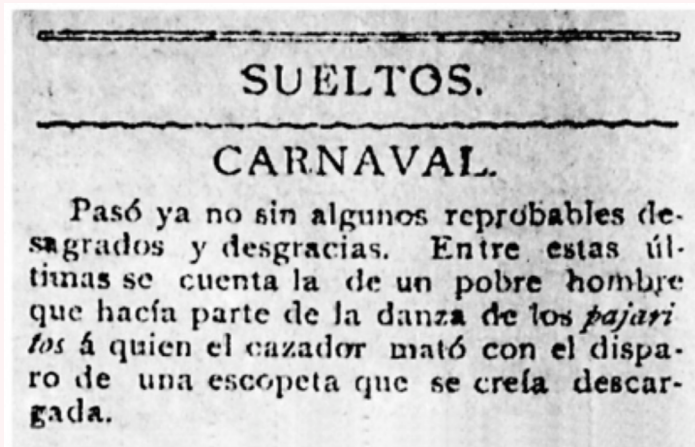 SUELTOS.
CARNAVAL.
Pasó ya no sin algunos reprobables de-
sagrados y desgracias. Entre estas úl-
timas se cuenta la de un pobre hombre
que hacía parte de la danza de los pajari
tos á quien el cazador mató con el dispa-
ro de una escopeta que se creía descar-
gada.